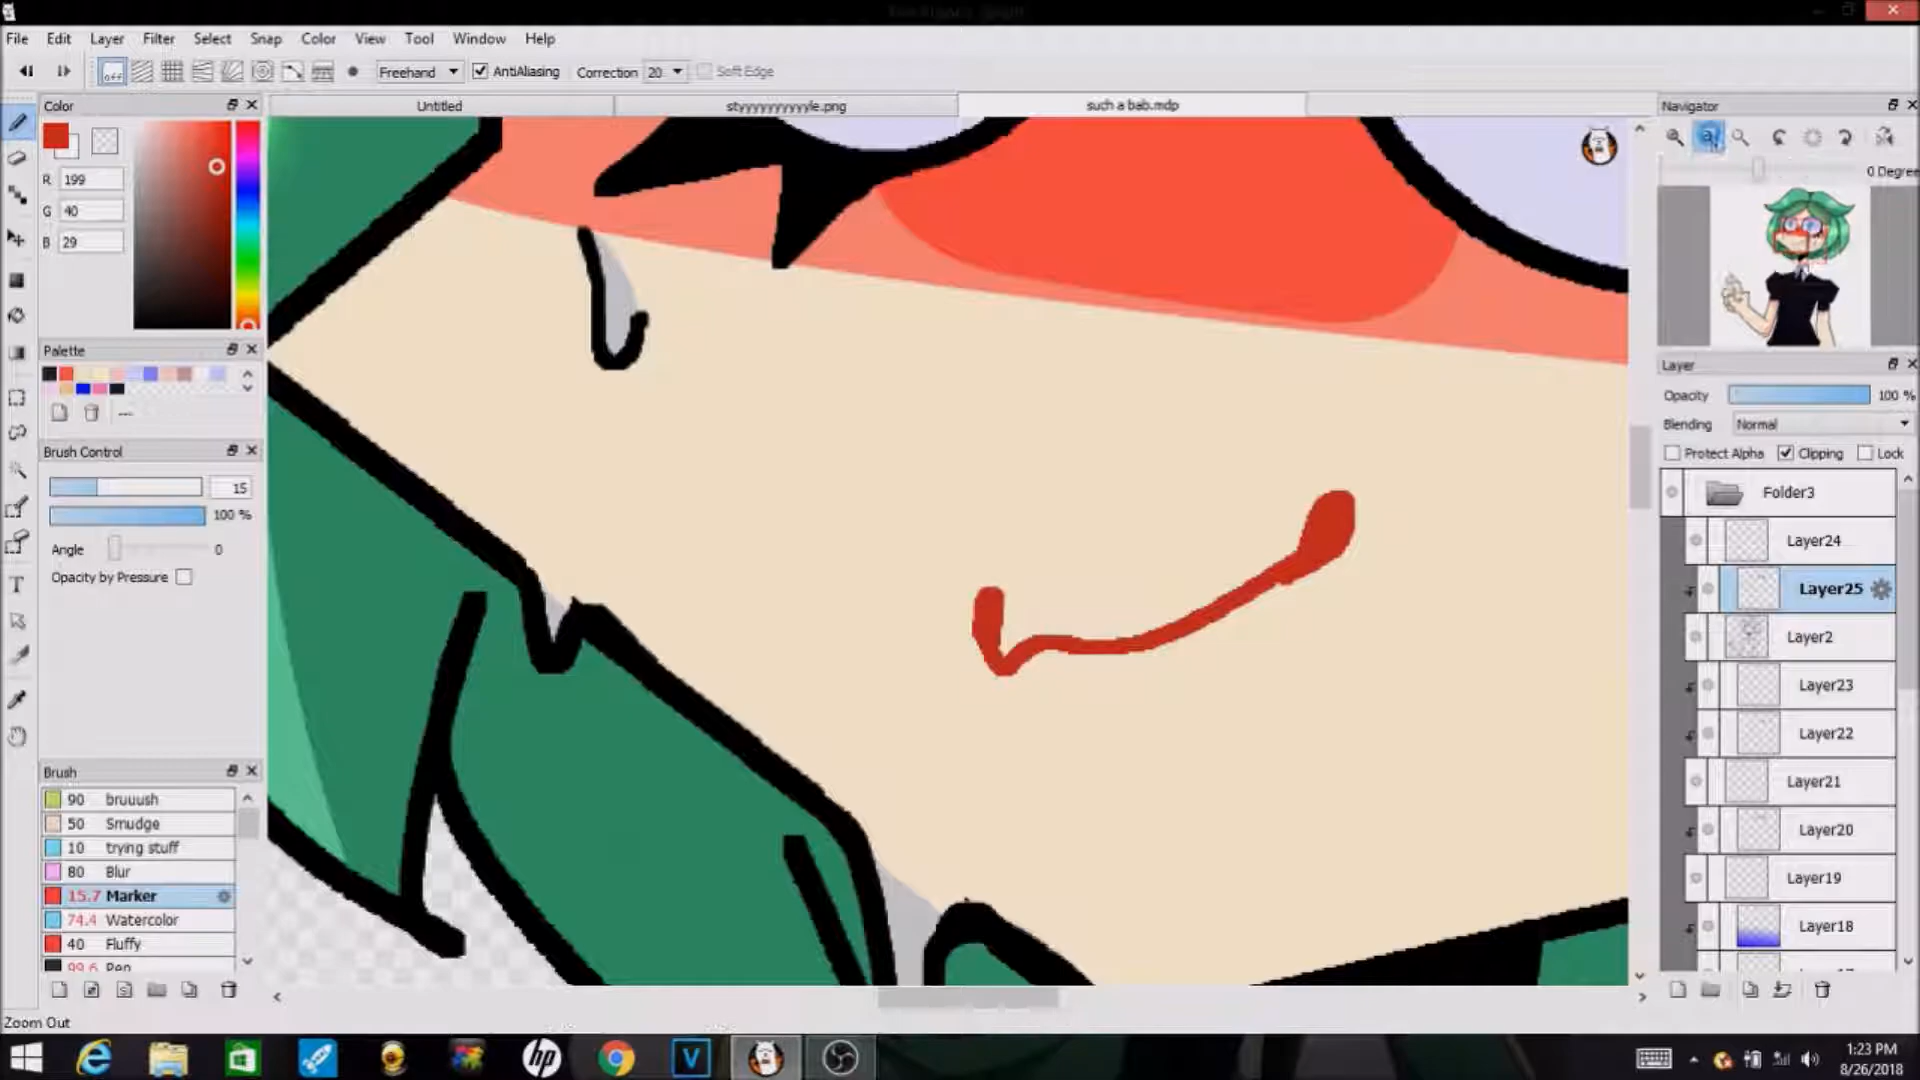 File Edit Layer Filter Select Snap Color View Tool Window Help
off Freehand AntiAliasing Correction 20 Soft Edge
Color
Untitled
styyyyyyyyyyle.png
such a bab.mdp
Navigator
R 199
G 40
B 29
0 Degree
Palette
---
Layer
Opacity 100 %
Blending Normal
Protect Alpha Clipping Lock
Brush Control
15
100 %
Angle 0
Opacity by Pressure
Folder3
Layer24
Layer25
Layer2
Layer23
Layer22
Layer21
Layer20
Layer19
Layer18
Brush
90 bruuush
50 Smudge
10 trying stuff
80 Blur
15.7 Marker
74.4 Watercolor
40 Fluffy
99.6 Pen
T
Zoom Out
hp
V
1:23 PM
8/26/2018